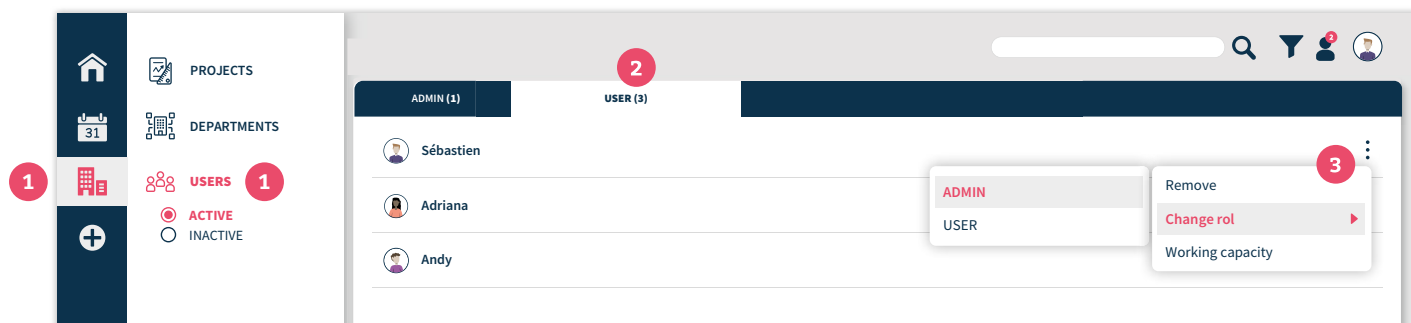 2
2
ADMIN (1)
USER (3)
PROJECTS
31
DEPARTMENTS
Sébastien
3
1
USERS
1
ADMIN
Remove
ACTIVE
Adriana
USER
Change rol
INACTIVE
Working capacity
Andy